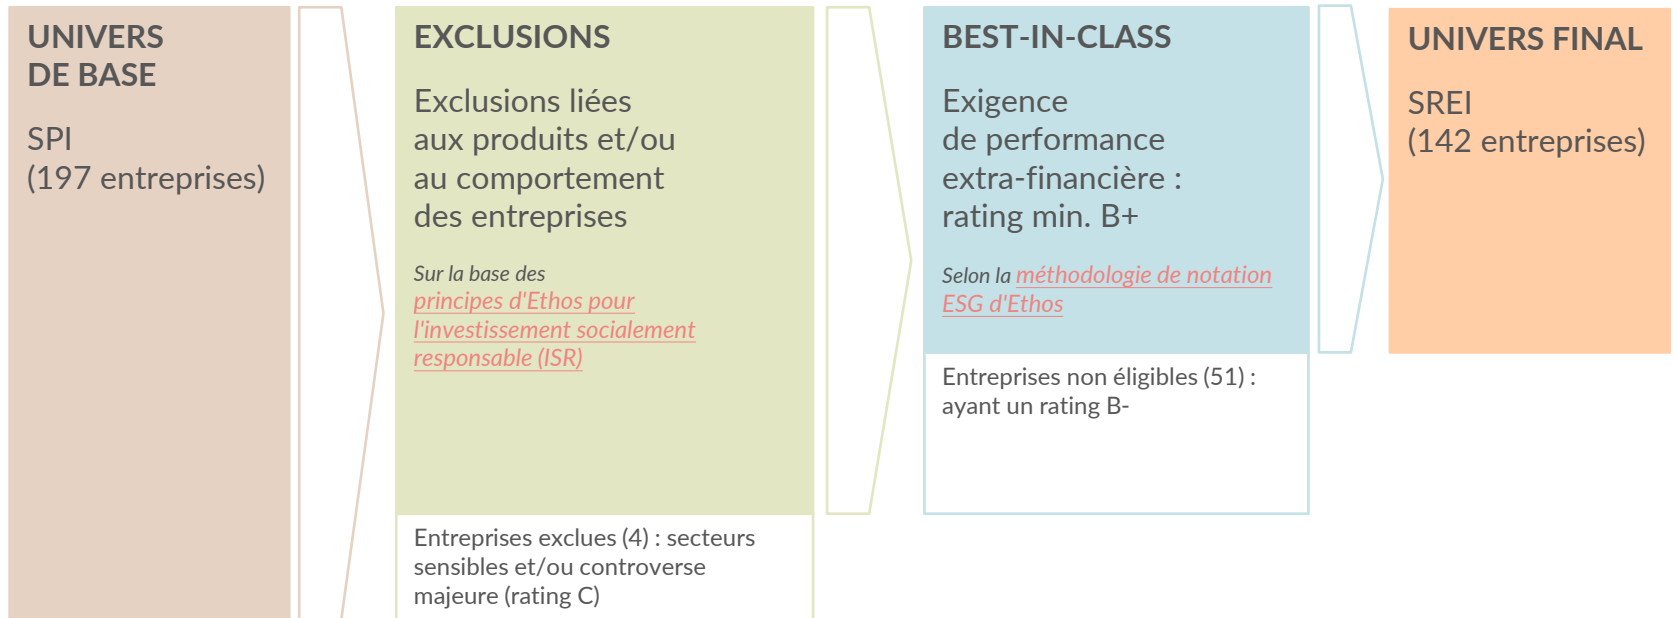 UNIVERS
DE BASE
SPI
(197 entreprises)
EXCLUSIONS
Exclusions liées
aux produits et/ou
au comportement
des entreprises
Sur la base des
principes d'Ethos pour
l'investissement socialement
responsable (ISR)
Entreprises exclues (4) : secteurs
sensibles et/ou controverse
majeure (rating C)
BEST-IN-CLASS
Exigence
de performance
extra-financière :
rating min. B+
Selon la méthodologie de notation
ESG d'Ethos
Entreprises non éligibles (51) :
ayant un rating B-
UNIVERS FINAL
SREI
(142 entreprises)